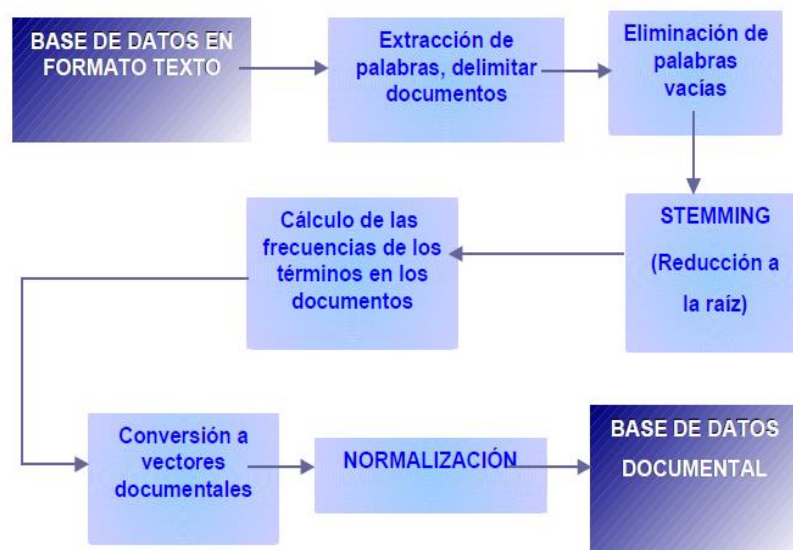 BASE DE DATOS EN
FORMATO TEXTO
Extracción de
palabras, delimitar
documentos
Eliminación de
palabras
vacías
STEMMING
(Reducción a
la raíz)
Cálculo de las
frecuencias de los
términos en los
documentos
Conversión a
vectores
documentales
NORMALIZACIÓN
BASE DE DATOS
DOCUMENTAL